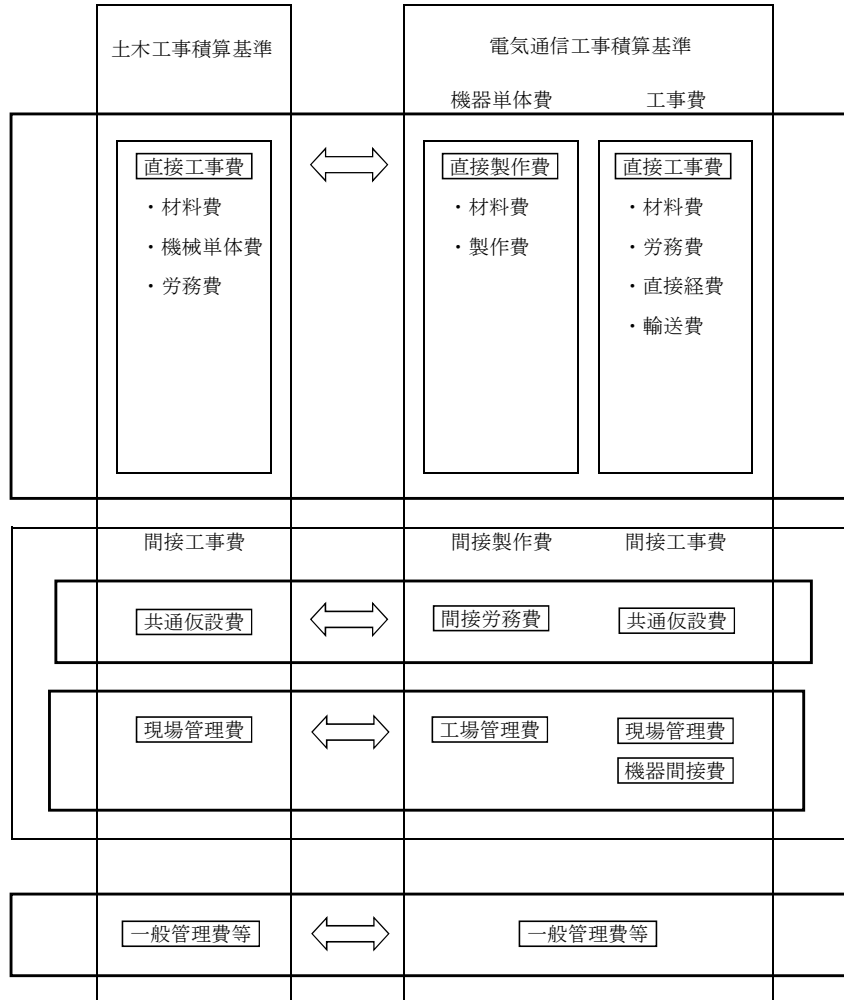 土木工事積算基準
電気通信工事積算基準
機器単体費 工事費
直接工事費
・材料費
・機械単体費
・労務費
直接製作費
・材料費
・製作費
直接工事費
・材料費
・労務費
・直接経費
・輸送費
間接工事費 間接製作費 間接工事費
共通仮設費 間接労務費 共通仮設費
現場管理費 工場管理費 現場管理費
機器間接費
一般管理費等 一般管理費等